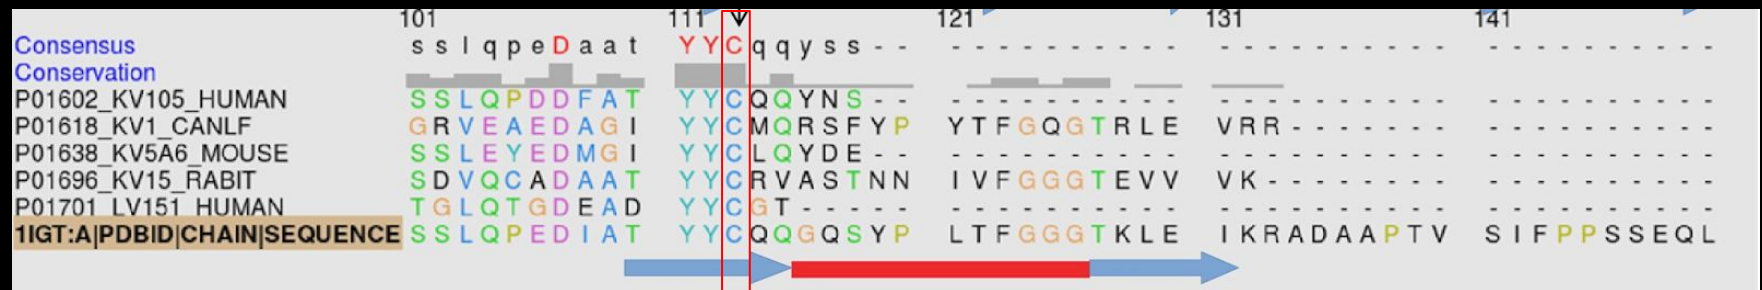 101 111 121 131 141
Consensus s s l q p e D a a t Y Y C q q y s s - - - - - - - - - - - - - - - - - - - - - - - - - - - - - - - -
Conservation
P01602_KV105_HUMAN S S L Q P D D F A T Y Y C Q Q Y N S - - - - - - - - - - - - - - - - - - - - - - - - - - - - - - - -
P01618_KV1_CANLF G R V E A E D A G I Y Y C M Q R S F Y P Y T F G Q G T R L E V R R - - - - - - - - - - - - - - - - -
P01638_KV5A6_MOUSE S S L E Y E D M G I Y Y C L Q Y D E - - - - - - - - - - - - - - - - - - - - - - - - - - - - - - - -
P01696_KV15_RABIT S D V Q C A D A A T Y Y C R V A S T N N I V F G G G T E V V V K - - - - - - - - - - - - - - - - - -
P01701_LV151_HUMAN T G L Q T G D E A D Y Y C G T - - - - - - - - - - - - - - - - - - - - - - - - - - - - - - - - - - -
1IGT:A|PDBID|CHAIN|SEQUENCE S S L Q P E D I A T Y Y C Q Q G Q S Y P L T F G G G T K L E I K R A D A A P T V S I F P P S S E Q L